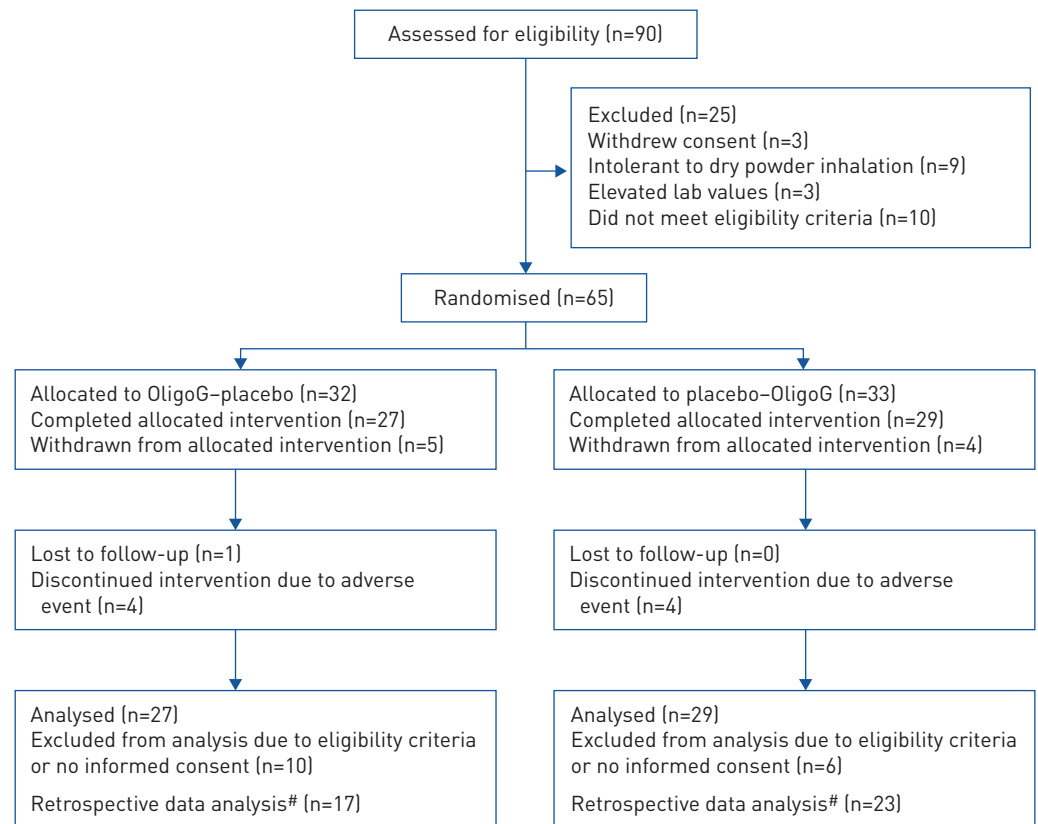 Assessed for eligibility (n=90)
Excluded (n=25)
Withdrew consent (n=3)
Intolerant to dry powder inhalation (n=9)
Elevated lab values (n=3)
Did not meet eligibility criteria (n=10)
Randomised (n=65)
Allocated to OligoG–placebo (n=32)
Completed allocated intervention (n=27)
Withdrawn from allocated intervention (n=5)
Allocated to placebo–OligoG (n=33)
Completed allocated intervention (n=29)
Withdrawn from allocated intervention (n=4)
Lost to follow-up (n=1)
Discontinued intervention due to adverse
event (n=4)
Lost to follow-up (n=0)
Discontinued intervention due to adverse
event (n=4)
Analysed (n=27)
Excluded from analysis due to eligibility criteria
or no informed consent (n=10)
Retrospective data analysis# (n=17)
Analysed (n=29)
Excluded from analysis due to eligibility criteria
or no informed consent (n=6)
Retrospective data analysis# (n=23)